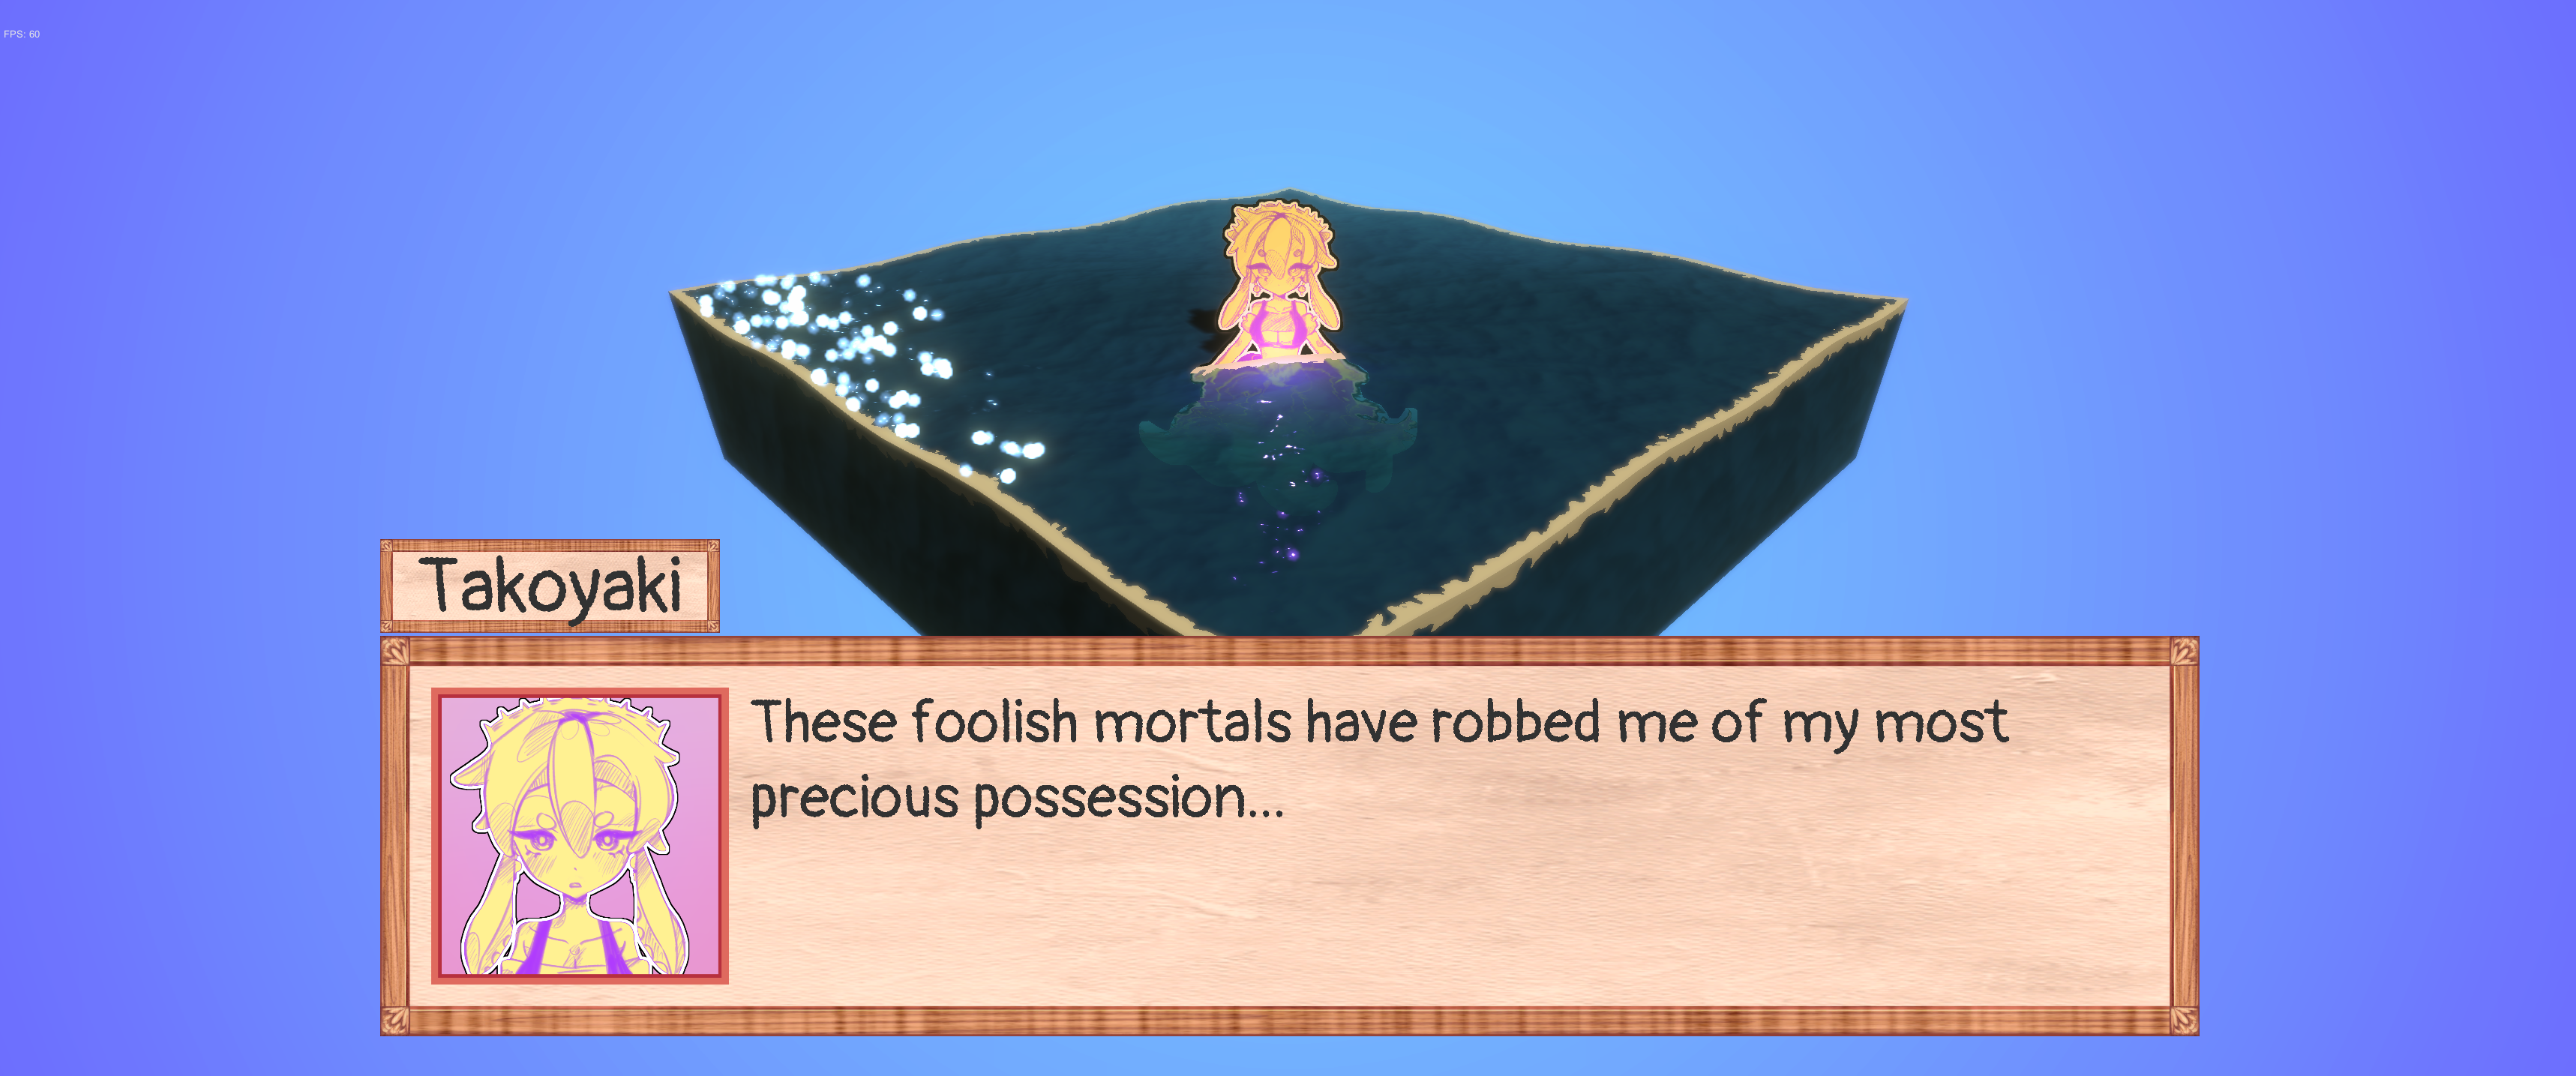 FPS: 60
Takoyaki
These foolish mortals have robbed me of my most
precious possession...